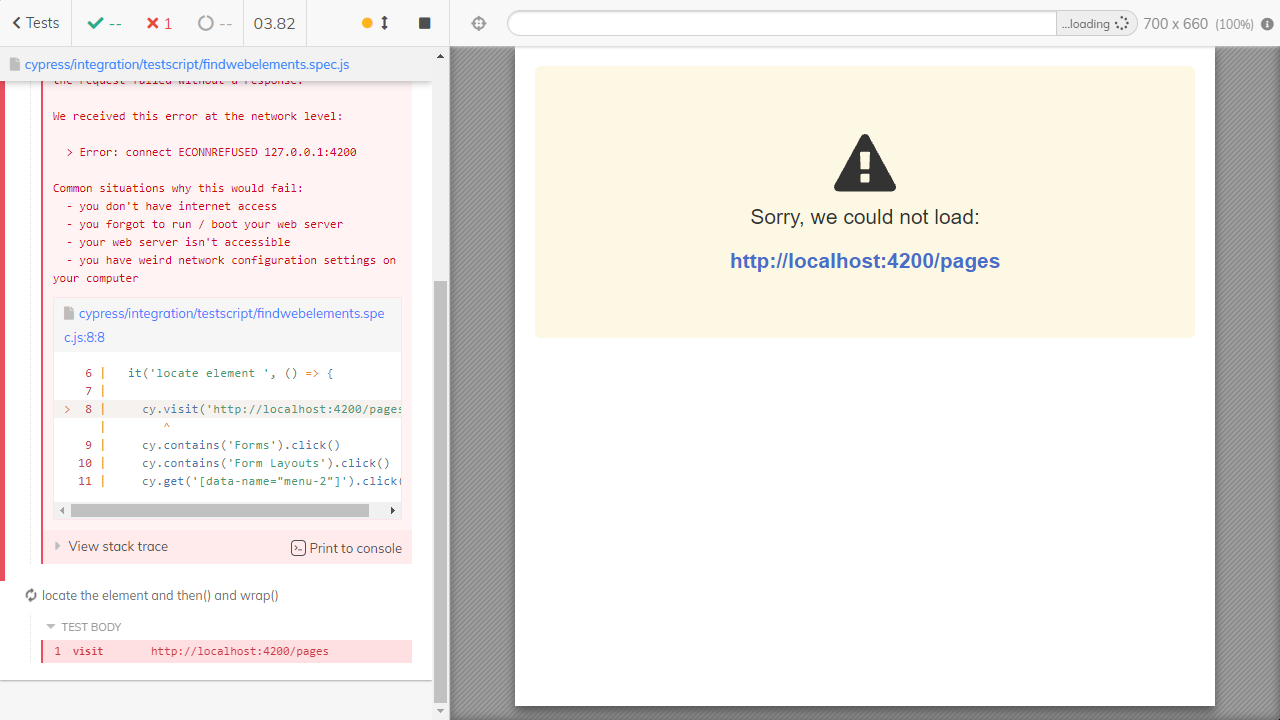 Tests
--
1
--
03.82
...loading
700 x 660 (100%)
cypress/integration/testscript/findwebelements.spec.js
the request failed without a response.
We received this error at the network level:
> Error: connect ECONNREFUSED 127.0.0.1:4200
Common situations why this would fail:
- you don't have internet access
- you forgot to run / boot your web server
- your web server isn't accessible
- you have weird network configuration settings on
your computer
cypress/integration/testscript/findwebelements.spe
c.js:8:8
6 | it('locate element ', () => {
7 |
> 8 | cy.visit('http://localhost:4200/pages
| ^
9 | cy.contains('Forms').click()
10 | cy.contains('Form Layouts').click()
11 | cy.get('[data-name="menu-2"]').click(
View stack trace
Print to console
locate the element and then() and wrap()
TEST BODY
1 visit http://localhost:4200/pages
Sorry, we could not load:
http://localhost:4200/pages